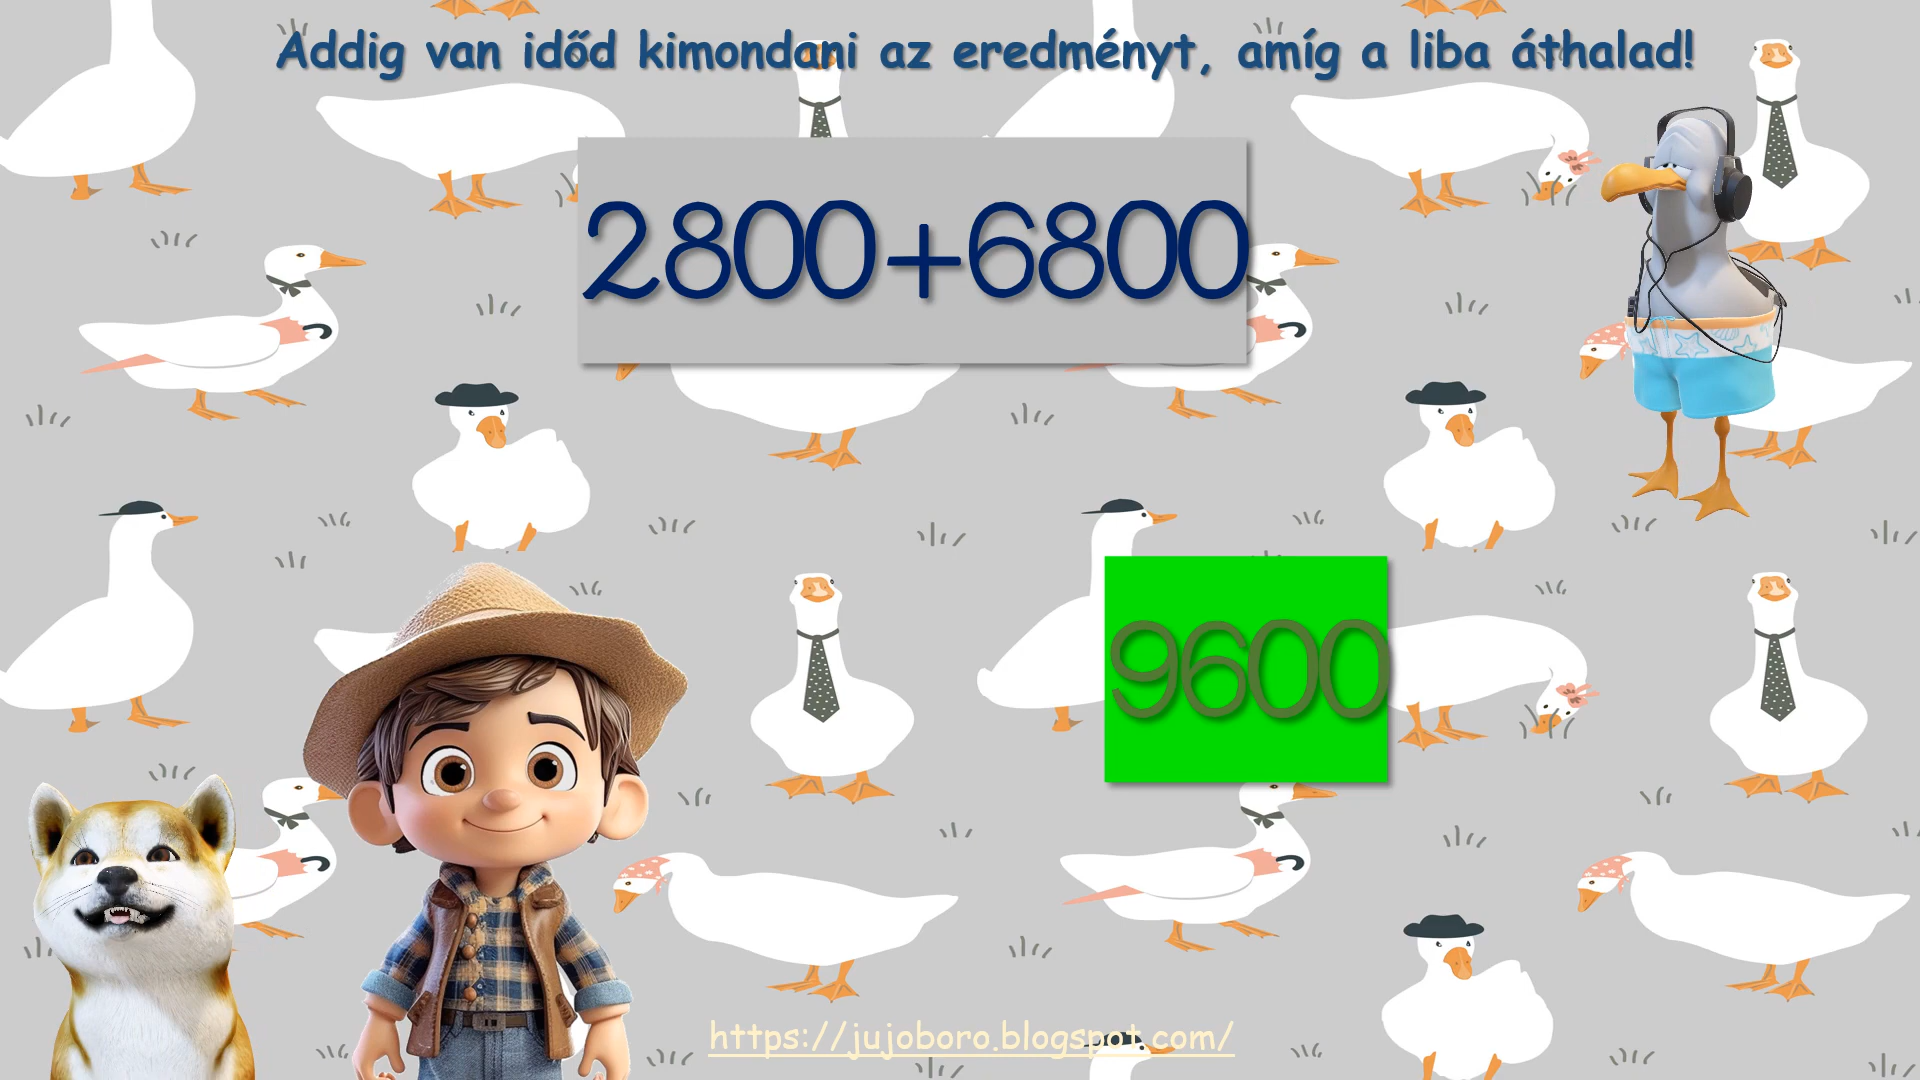 Addig van időd kimondani az eredményt, amíg a liba áthalad!
2800+6800
9600
https://jujoboro.blogspot.com/